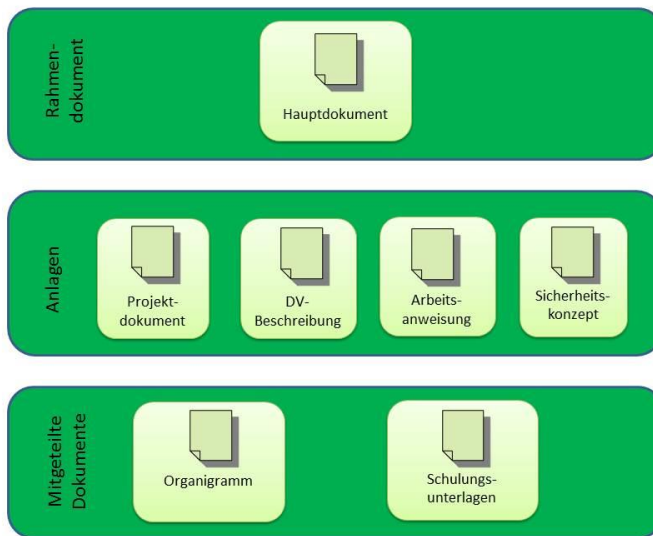 Rahmen-
dokument
Hauptdokument
Anlagen
Projekt-
dokument
DV-
Beschreibung
Arbeits-
anweisung
Sicherheits-
konzept
Mitgeteilte
Dokumente
Organigramm
Schulungs-
unterlagen